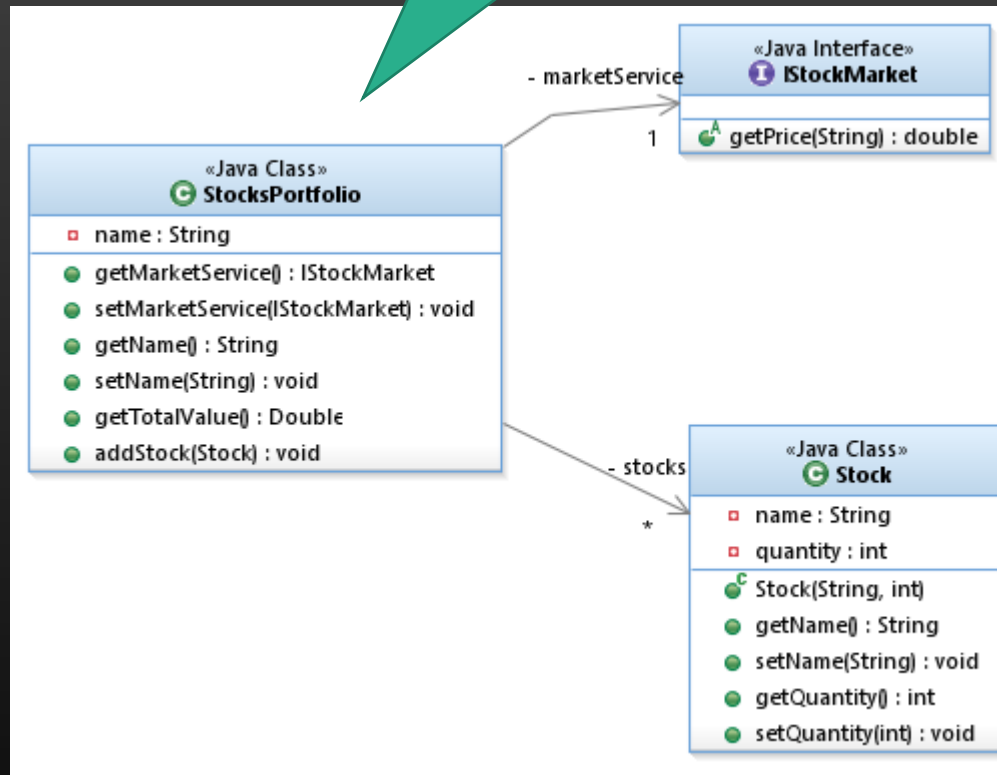 - marketService
1
«Java Interface»
I IStockMarket
A getPrice(String) : double
«Java Class»
C StocksPortfolio
name : String
getMarketService() : IStockMarket
setMarketService(IStockMarket) : void
getName() : String
setName(String) : void
getTotalValue() : Double
addStock(Stock) : void
- stocks
*
«Java Class»
C Stock
name : String
quantity : int
C Stock(String, int)
getName() : String
setName(String) : void
getQuantity() : int
setQuantity(int) : void